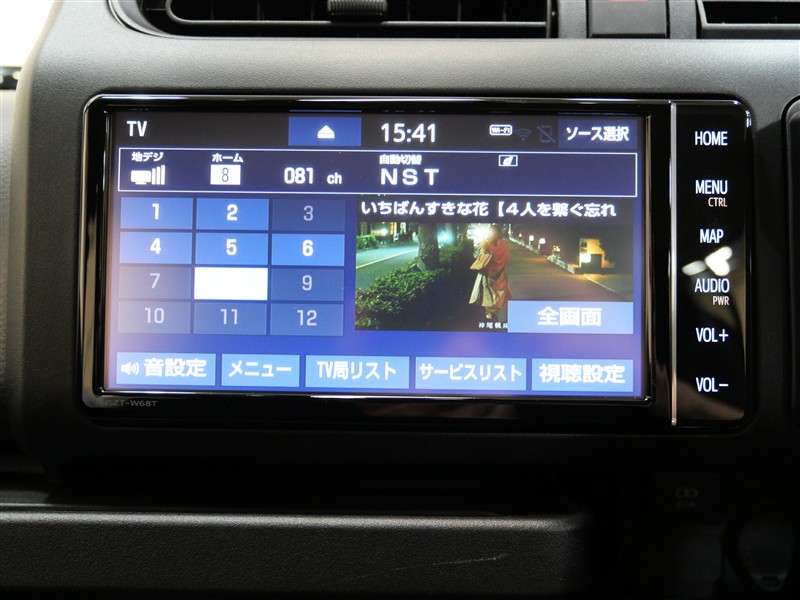 TV 15:41 Wi-Fi ソース選択
地デジ ホーム 8 081 ch 自動切替 NST
1 2 3
4 5 6
7 9
10 11 12
いちばんすきな花【4人を繋ぐ忘れ
全画面
音設定 メニュー TV局リスト サービスリスト 視聴設定
HOME
MENU
CTRL
MAP
AUDIO
PWR
VOL+
VOL-
SZT-W68T